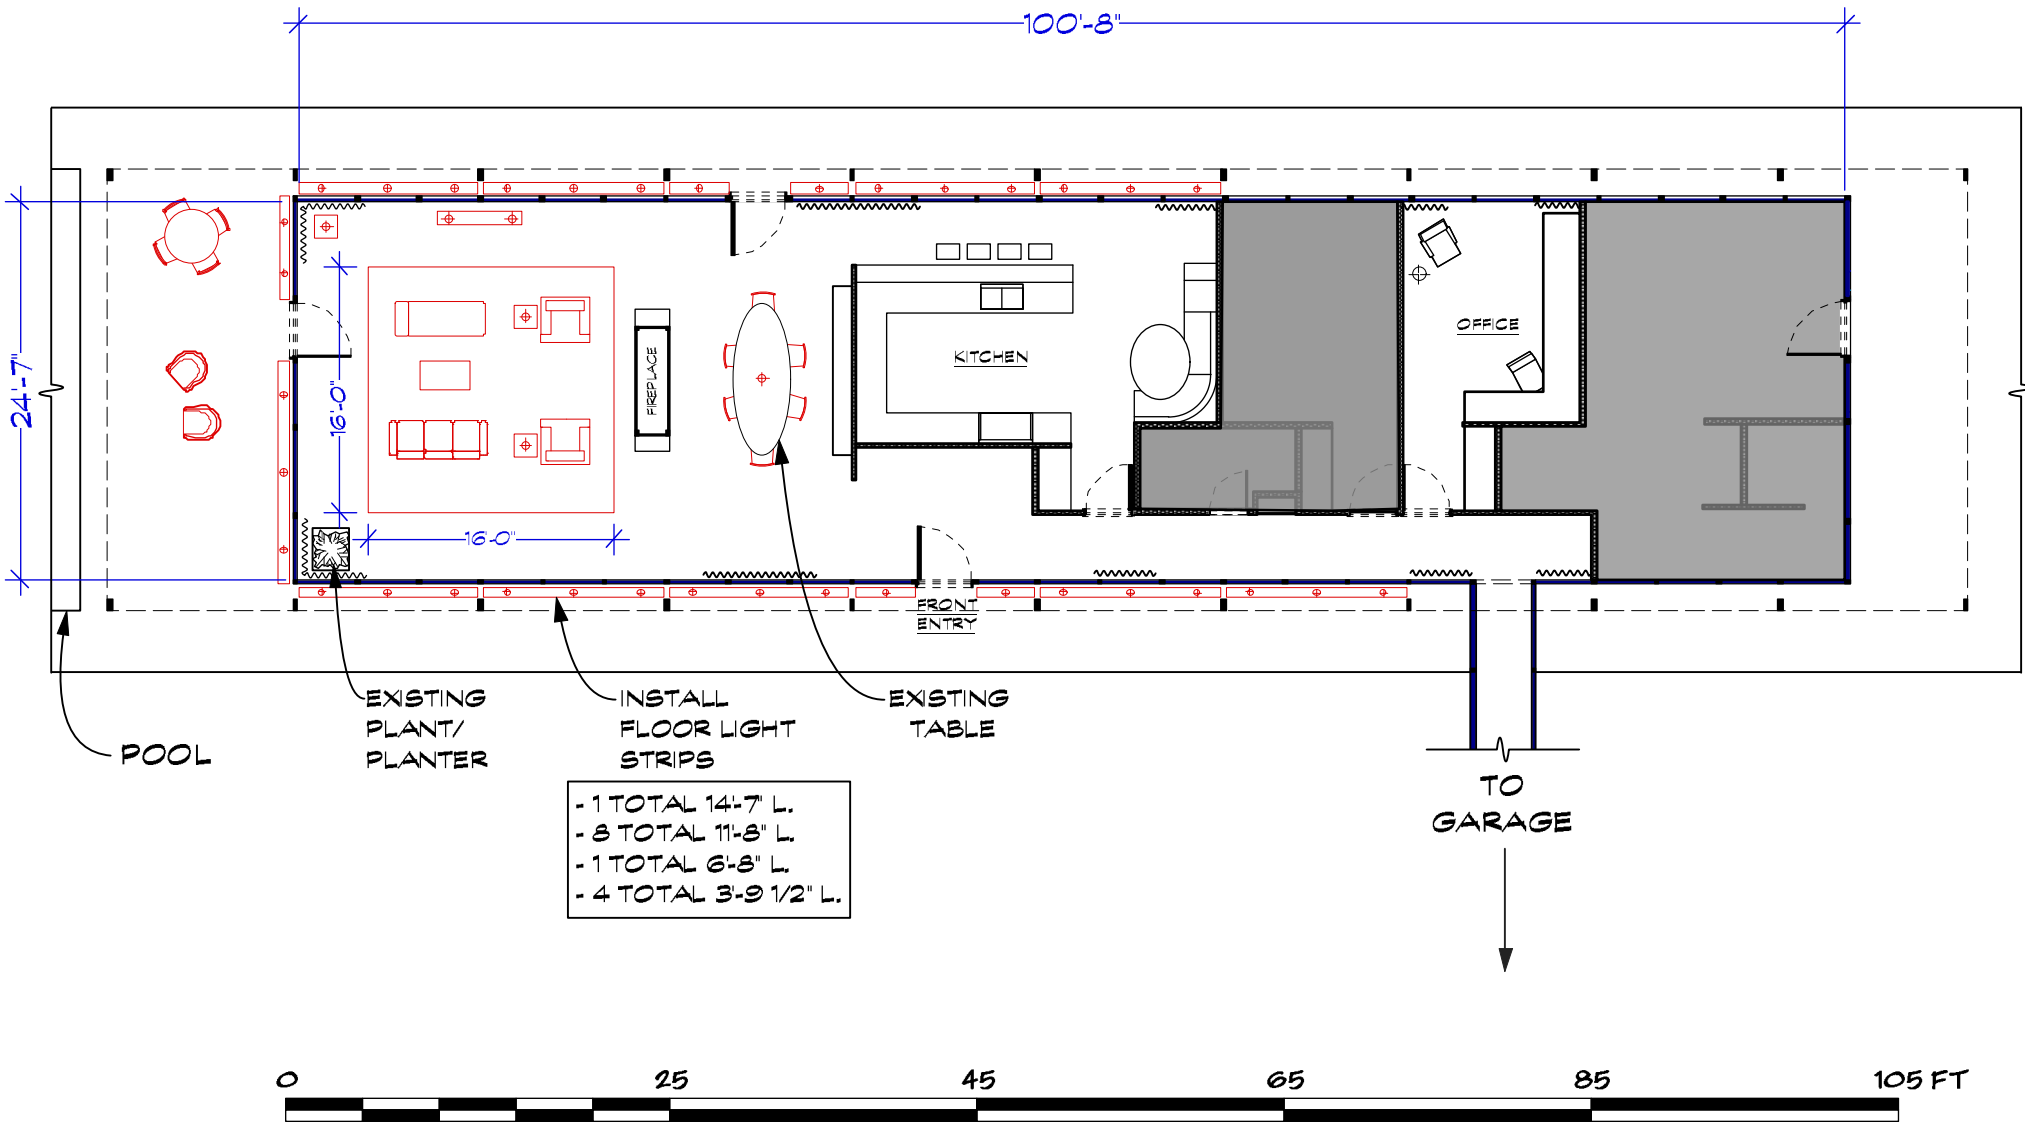 100'-8"
24'-7"
16'-0"
16'-0"
FIREPLACE
KITCHEN
OFFICE
FRONT
ENTRY
EXISTING
PLANT/
PLANTER
INSTALL
FLOOR LIGHT
STRIPS
EXISTING
TABLE
POOL
- 1 TOTAL 14'-7" L.
- 8 TOTAL 11'-8" L.
- 1 TOTAL 6'-8" L.
- 4 TOTAL 3'-9 1/2" L.
TO
GARAGE
0 25 45 65 85 105 FT